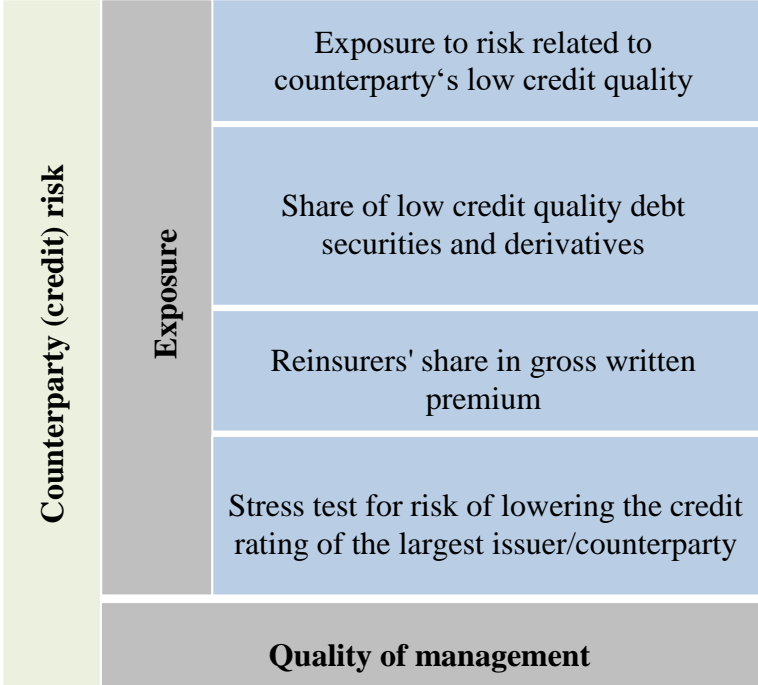 Counterparty (credit) risk
Exposure
Exposure to risk related to
counterparty‘s low credit quality
Share of low credit quality debt
securities and derivatives
Reinsurers' share in gross written
premium
Stress test for risk of lowering the credit
rating of the largest issuer/counterparty
Quality of management